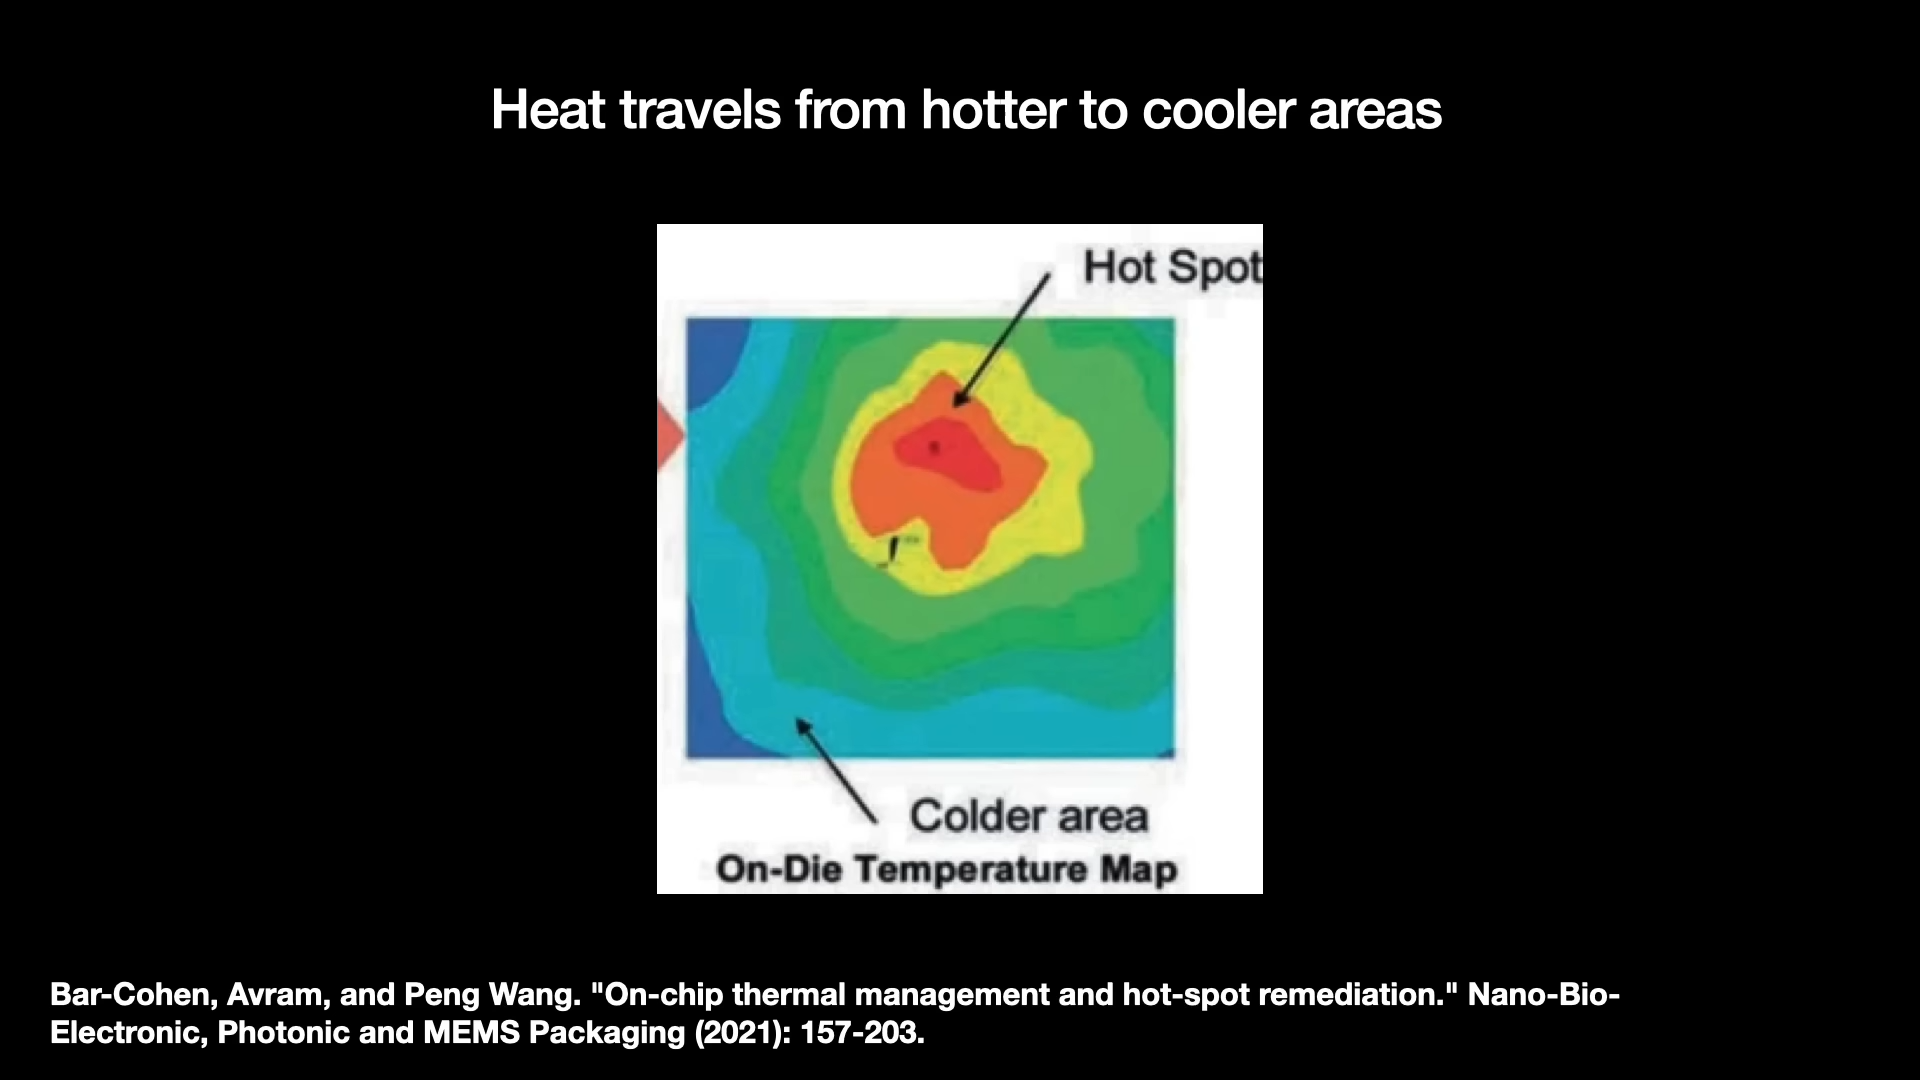 Heat travels from hotter to cooler areas
Hot Spot
Colder area
On-Die Temperature Map
Bar-Cohen, Avram, and Peng Wang. "On-chip thermal management and hot-spot remediation." Nano-Bio-
Electronic, Photonic and MEMS Packaging (2021): 157-203.